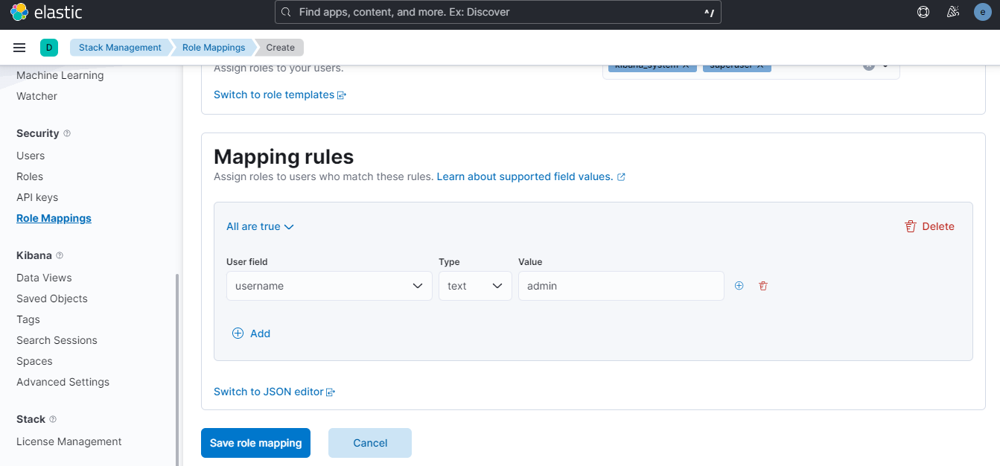 elastic
Find apps, content, and more. Ex: Discover
^/
e
D
Stack Management
Role Mappings
Create
Machine Learning
Watcher
Security
Users
Roles
API keys
Role Mappings
Kibana
Data Views
Saved Objects
Tags
Search Sessions
Spaces
Advanced Settings
Stack
License Management
Assign roles to your users.
kibana_system
superuser
Switch to role templates
Mapping rules
Assign roles to users who match these rules. Learn about supported field values.
All are true
Delete
User field
Type
Value
username
text
admin
Add
Switch to JSON editor
Save role mapping
Cancel